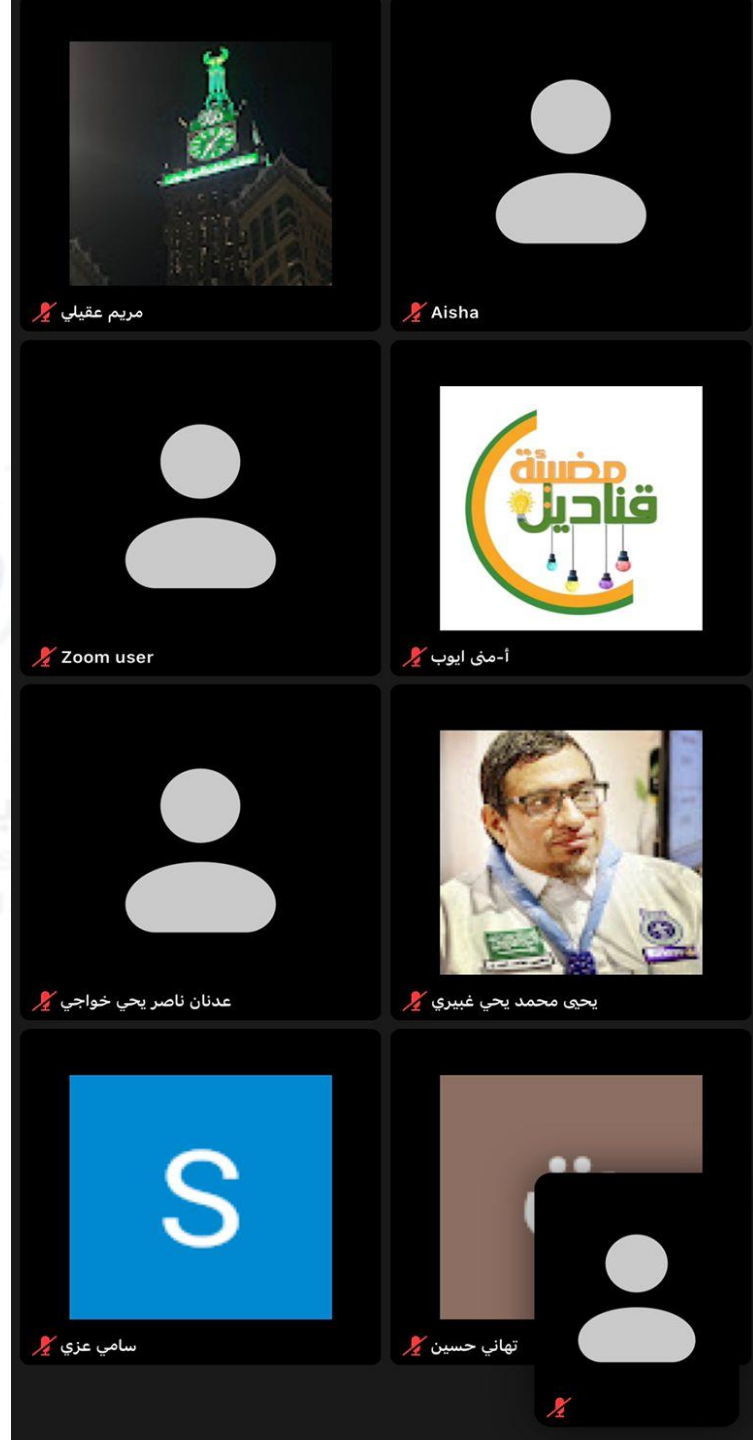 مريم عقيلي
Aisha
Zoom user
مضيئة
قناديل
أ-منى ايوب
عدنان ناصر يحي خواجي
يحيى محمد يحي غبيري
S
سامي عزي
تهاني حسين